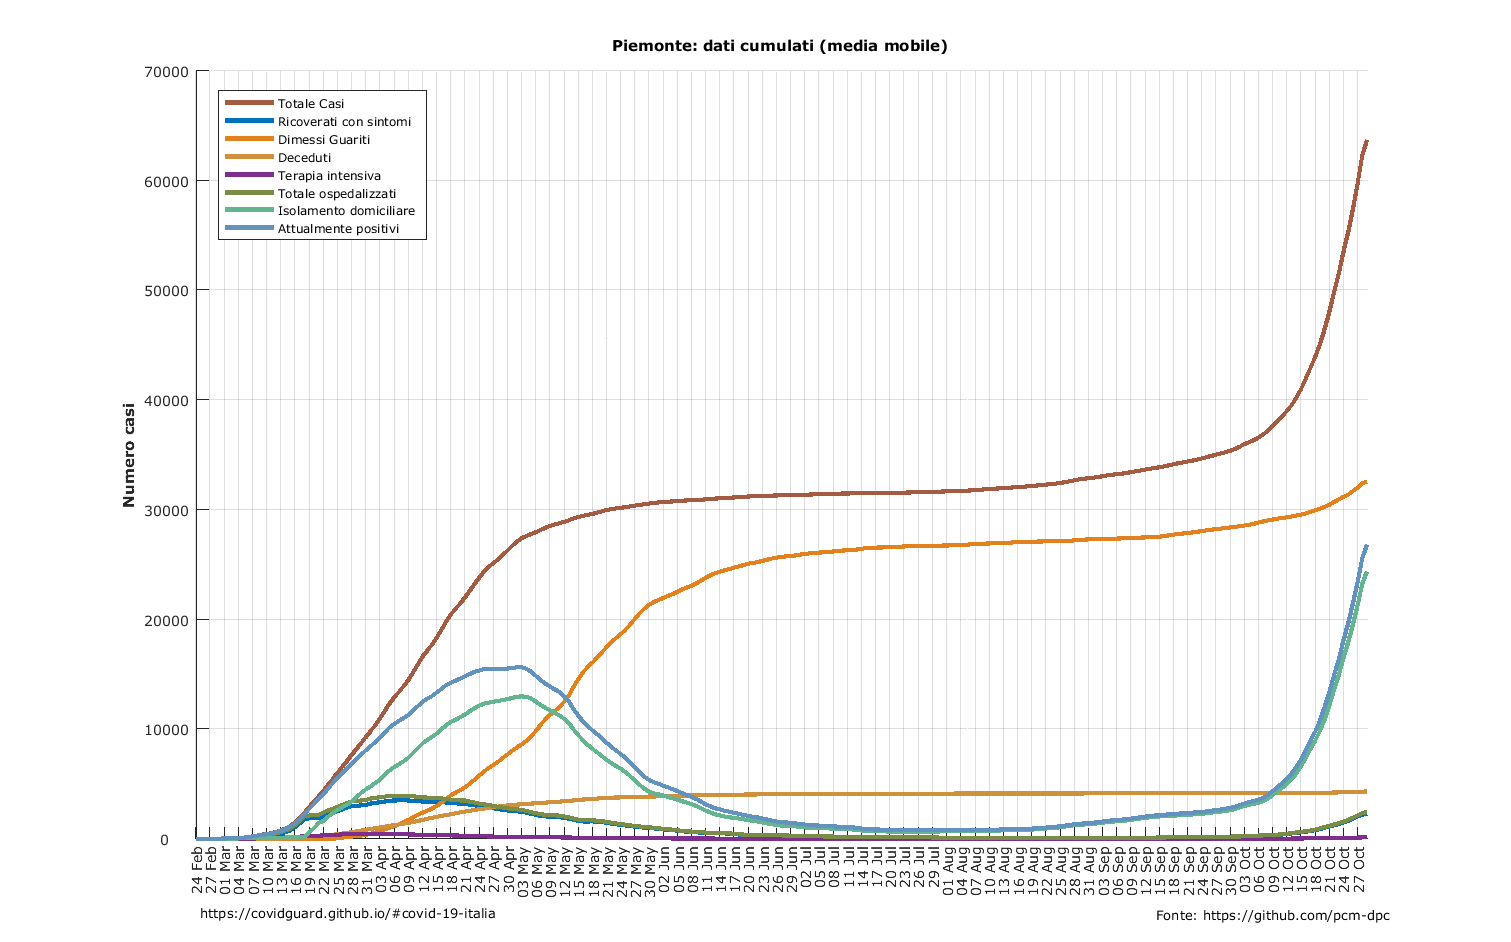 Piemonte: dati cumulati (media mobile)
70000
60000
50000
40000
30000
20000
10000
0
Numero casi
Totale Casi
Ricoverati con sintomi
Dimessi Guariti
Deceduti
Terapia intensiva
Totale ospedalizzati
Isolamento domiciliare
Attualmente positivi
24 Feb
27 Feb
01 Mar
04 Mar
07 Mar
10 Mar
13 Mar
16 Mar
19 Mar
22 Mar
25 Mar
28 Mar
31 Mar
03 Apr
06 Apr
09 Apr
12 Apr
15 Apr
18 Apr
21 Apr
24 Apr
27 Apr
30 Apr
03 May
06 May
09 May
12 May
15 May
18 May
21 May
24 May
27 May
30 May
02 Jun
05 Jun
08 Jun
11 Jun
14 Jun
17 Jun
20 Jun
23 Jun
26 Jun
29 Jun
02 Jul
05 Jul
08 Jul
11 Jul
14 Jul
17 Jul
20 Jul
23 Jul
26 Jul
29 Jul
01 Aug
04 Aug
07 Aug
10 Aug
13 Aug
16 Aug
19 Aug
22 Aug
25 Aug
28 Aug
31 Aug
03 Sep
06 Sep
09 Sep
12 Sep
15 Sep
18 Sep
21 Sep
24 Sep
27 Sep
30 Sep
03 Oct
06 Oct
09 Oct
12 Oct
15 Oct
18 Oct
21 Oct
24 Oct
27 Oct
https://covidguard.github.io/#covid-19-italia
Fonte: https://github.com/pcm-dpc